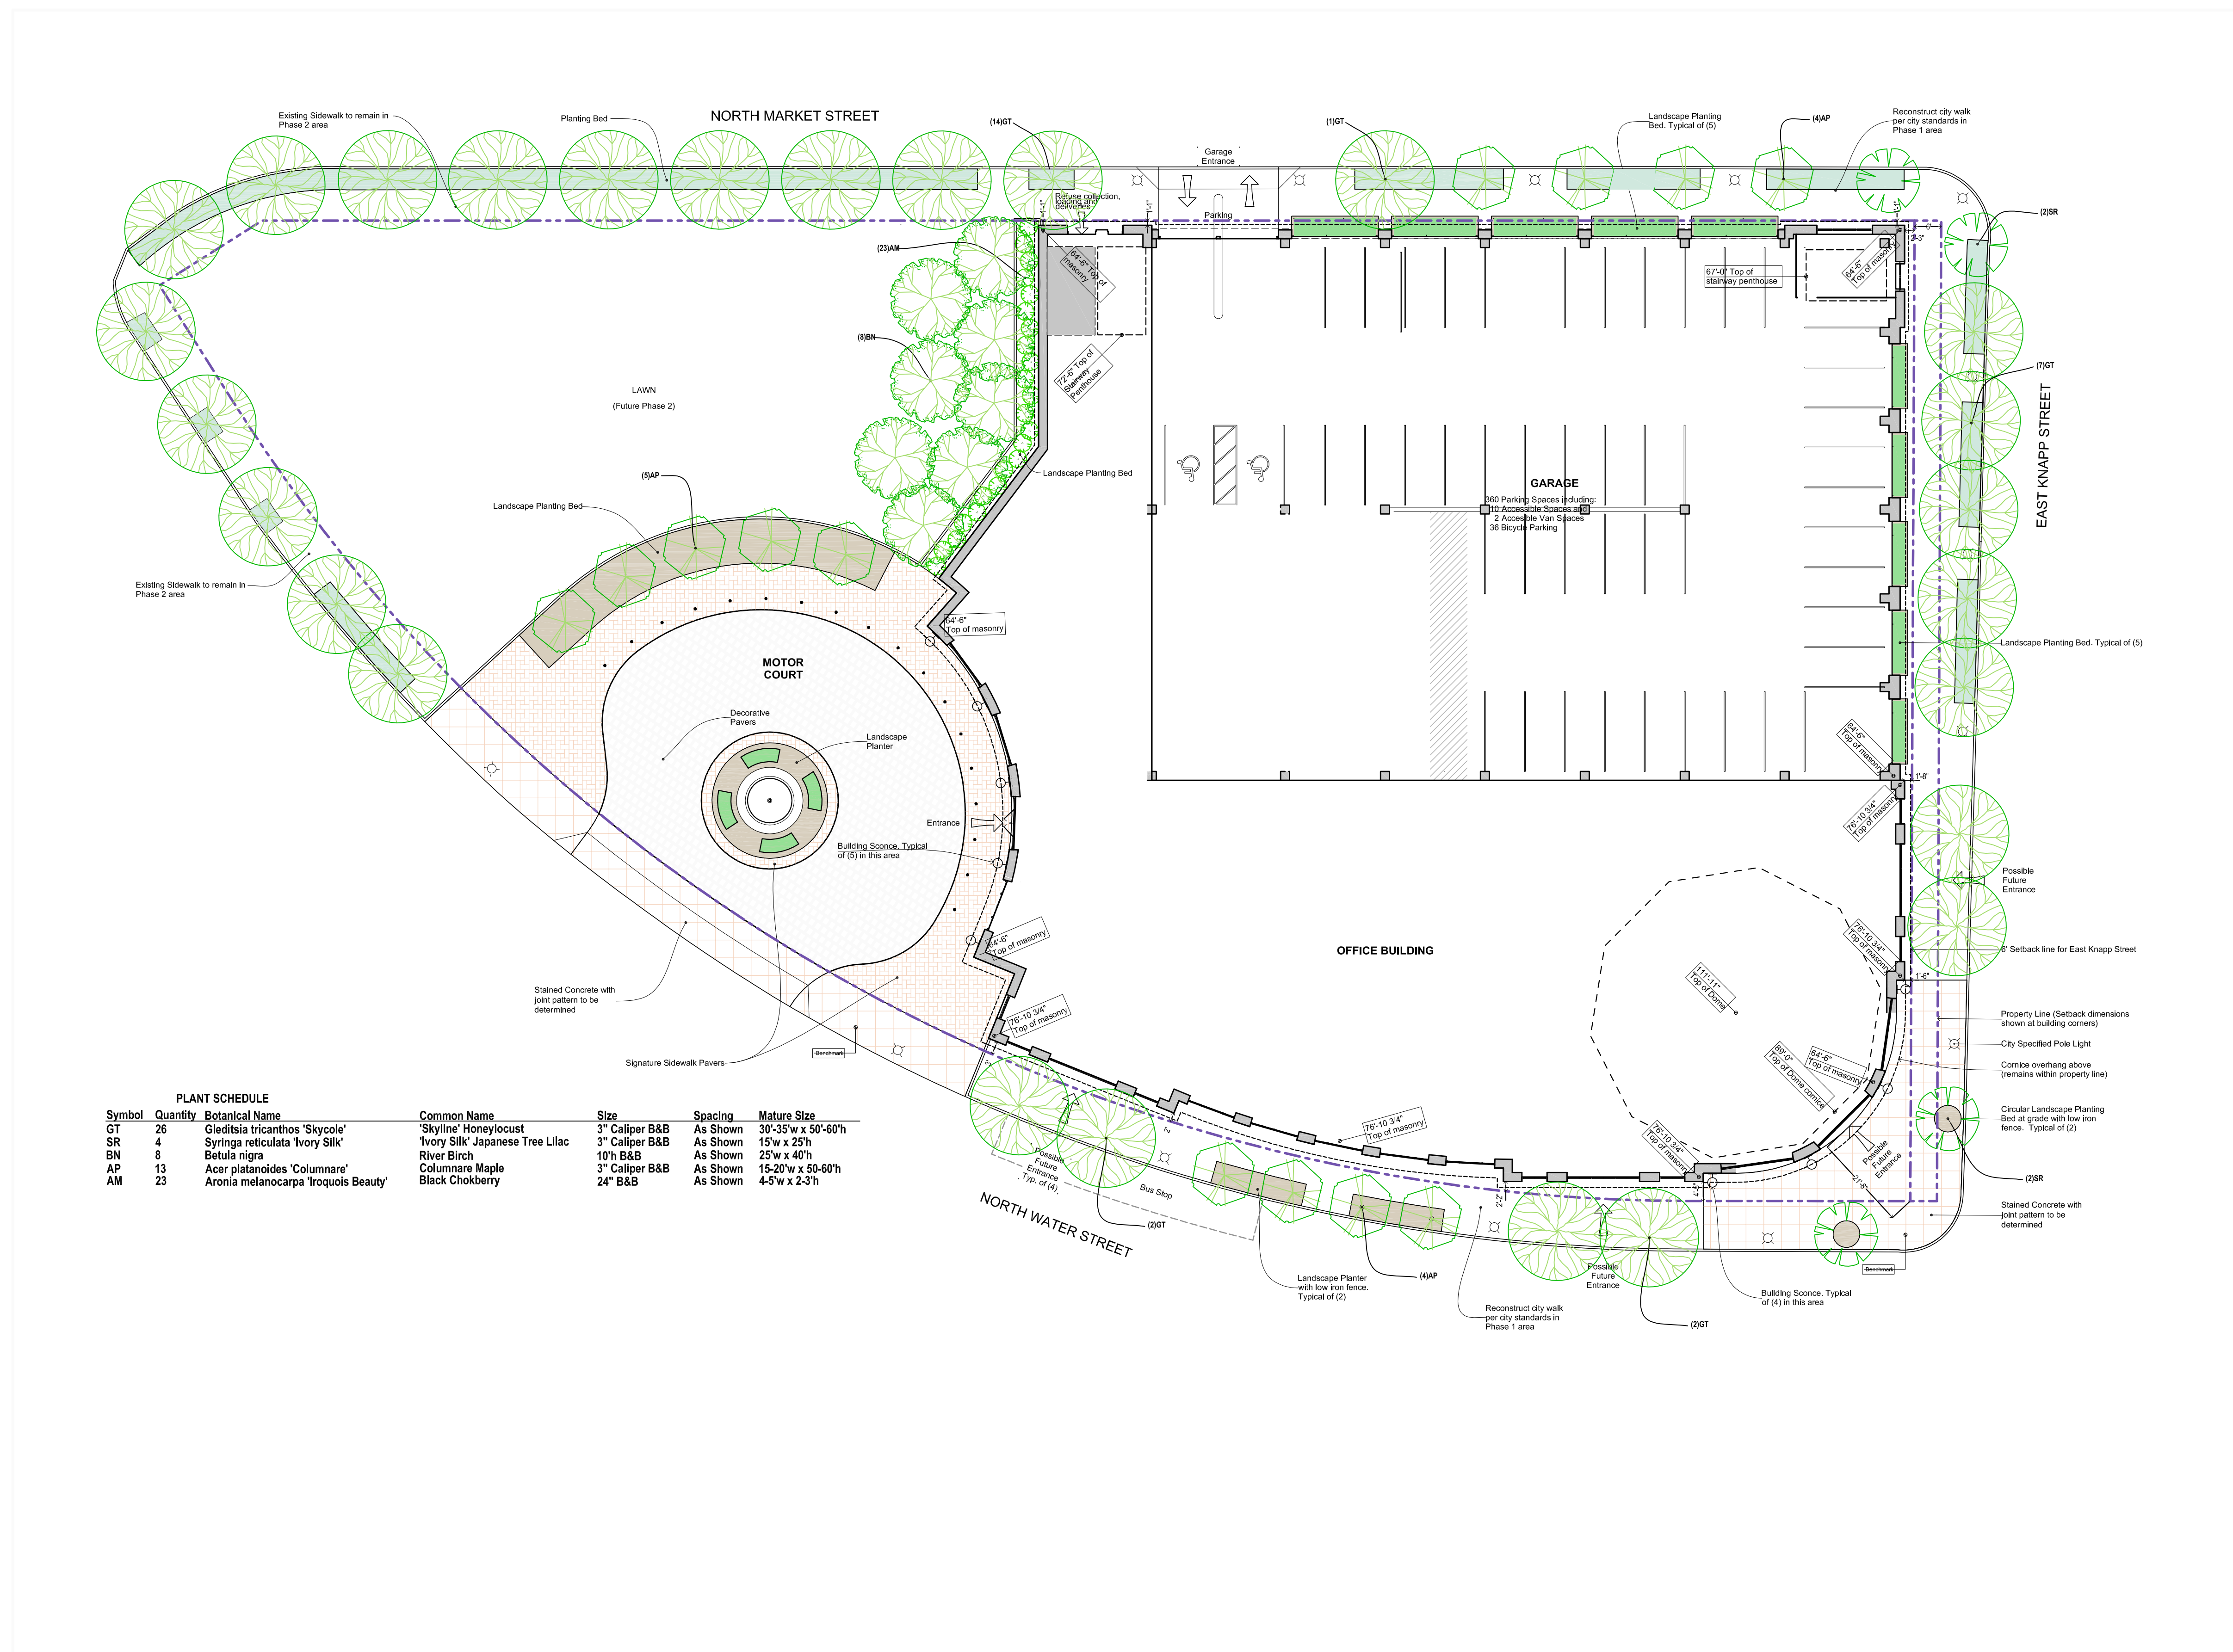 NORTH MARKET STREET
Existing Sidewalk to remain in
Phase 2 area
Planting Bed
(14)GT
Garage
Entrance
(1)GT
Landscape Planting
Bed. Typical of (5)
(4)AP
Reconstruct city walk
per city standards in
Phase 1 area
Refuse collection,
loading and
deliveries
Parking
1'-1"
1'-1"
1'-1"
6'
2'-3"
(2)SR
(23)AM
64'-6" Top of
masonry
67'-0" Top of
stairway penthouse
64'-6"
Top of masonry
(8)BN
72'-6" Top of
Stairway
Penthouse
(7)GT
EAST KNAPP STREET
LAWN
(Future Phase 2)
(5)AP
Landscape Planting Bed
Landscape Planting Bed
GARAGE
360 Parking Spaces including:
10 Accessible Spaces and
2 Accesible Van Spaces
36 Bicycle Parking
Existing Sidewalk to remain in
Phase 2 area
64'-6"
Top of masonry
Landscape Planting Bed. Typical of (5)
MOTOR
COURT
Decorative
Pavers
Landscape
Planter
64'-6"
Top of masonry
1'-8"
76'-10 3/4"
Top of masonry
Entrance
Building Sconce. Typical
of (5) in this area
Possible
Future
Entrance
OFFICE BUILDING
64'-6"
Top of masonry
76'-10 3/4"
Top of masonry
6' Setback line for East Knapp Street
1'-6"
111'-11"
Top of Dome
Stained Concrete with
joint pattern to be
determined
76'-10 3/4"
Top of masonry
Property Line (Setback dimensions
shown at building corners)
City Specified Pole Light
Benchmark
Signature Sidewalk Pavers
3'
64'-6"
Top of masonry
89'-0"
Top of Dome cornice
Cornice overhang above
(remains within property line)
Circular Landscape Planting
Bed at grade with low iron
fence. Typical of (2)
76'-10 3/4"
Top of masonry
2'
76'-10 3/4"
Top of masonry
Possible
Future
Entrance
21'-8"
(2)SR
Possible
Future
Entrance
Typ. of (4).
Bus Stop
2'-2"
Stained Concrete with
joint pattern to be
determined
NORTH WATER STREET
(2)GT
Benchmark
Possible
Future
Entrance
Landscape Planter
with low iron fence.
Typical of (2)
(4)AP
Building Sconce. Typical
of (4) in this area
Reconstruct city walk
per city standards in
Phase 1 area
(2)GT
PLANT SCHEDULE
Symbol Quantity Botanical Name Common Name Size Spacing Mature Size
GT 26 Gleditsia tricanthos 'Skycole' 'Skyline' Honeylocust 3" Caliper B&B As Shown 30'-35'w x 50'-60'h
SR 4 Syringa reticulata 'Ivory Silk' 'Ivory Silk' Japanese Tree Lilac 3" Caliper B&B As Shown 15'w x 25'h
BN 8 Betula nigra River Birch 10'h B&B As Shown 25'w x 40'h
AP 13 Acer platanoides 'Columnare' Columnare Maple 3" Caliper B&B As Shown 15-20'w x 50-60'h
AM 23 Aronia melanocarpa 'Iroquois Beauty' Black Chokberry 24" B&B As Shown 4-5'w x 2-3'h